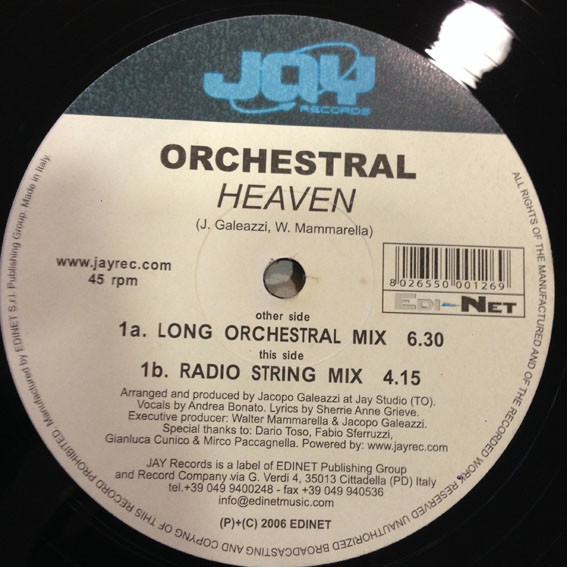 JAY
RECORDS
ORCHESTRAL
HEAVEN
(J. Galeazzi, W. Mammarella)
www.jayrec.com
45 rpm
8026550 001269
EDI-NET
other side
1a. LONG ORCHESTRAL MIX 6.30
this side
1b. RADIO STRING MIX 4.15
Arranged and produced by Jacopo Galeazzi at Jay Studio (TO).
Vocals by Andrea Bonato. Lyrics by Sherrie Anne Grieve.
Executive producer: Walter Mammarella & Jacopo Galeazzi.
Special thanks to: Dario Toso, Fabio Sferruzzi,
Gianluca Cunico & Mirco Paccagnella. Powered by: www.jayrec.com
JAY Records is a label of EDINET Publishing Group
and Record Company via G. Verdi 4, 35013 Cittadella (PD) Italy
tel.+39 049 9400248 - fax +39 049 940536
info@edinetmusic.com
(P)+(C) 2006 EDINET
ALL RIGHTS OF THE MANUFACTURED AND OF THE RECORDED WORK RESERVED UNAUTHORIZED BROADCASTING AND COPYNG OF THIS RECORD PROHIBITED. Manufactured by EDINET S.r.l. Publishing Group. Made in Italy.